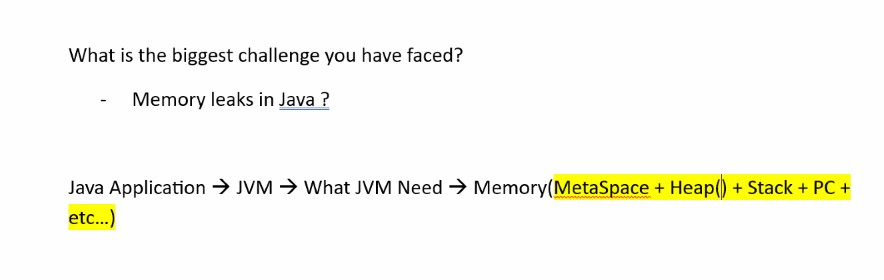 What is the biggest challenge you have faced?
- Memory leaks in Java ?
Java Application → JVM → What JVM Need → Memory(MetaSpace + Heap() + Stack + PC +
etc...)